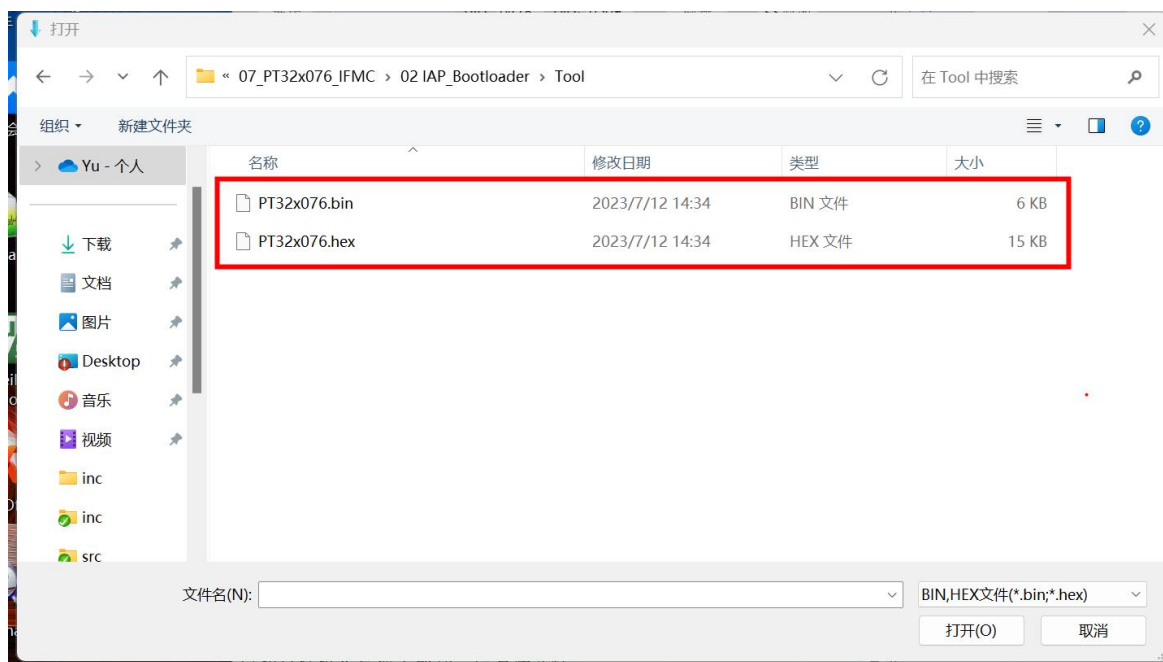 打开
« 07_PT32x076_IFMC › 02 IAP_Bootloader › Tool
在 Tool 中搜索
组织
新建文件夹
Yu - 个人
名称
修改日期
类型
大小
PT32x076.bin
2023/7/12 14:34
BIN 文件
6 KB
PT32x076.hex
2023/7/12 14:34
HEX 文件
15 KB
下载
文档
图片
Desktop
音乐
视频
inc
inc
src
文件名(N):
BIN,HEX文件(*.bin;*.hex)
打开(O)
取消